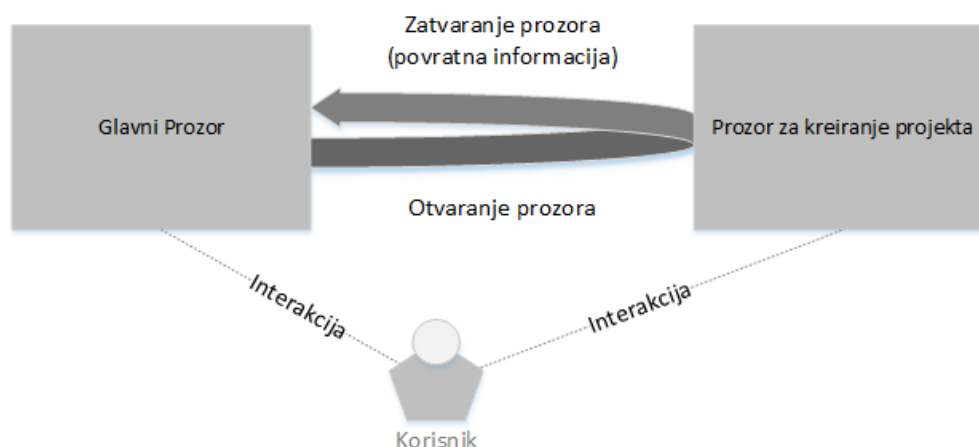 Zatvaranje prozora
(povratna informacija)
Glavni Prozor
Prozor za kreiranje projekta
Otvaranje prozora
Interakcija
Interakcija
Korisnik